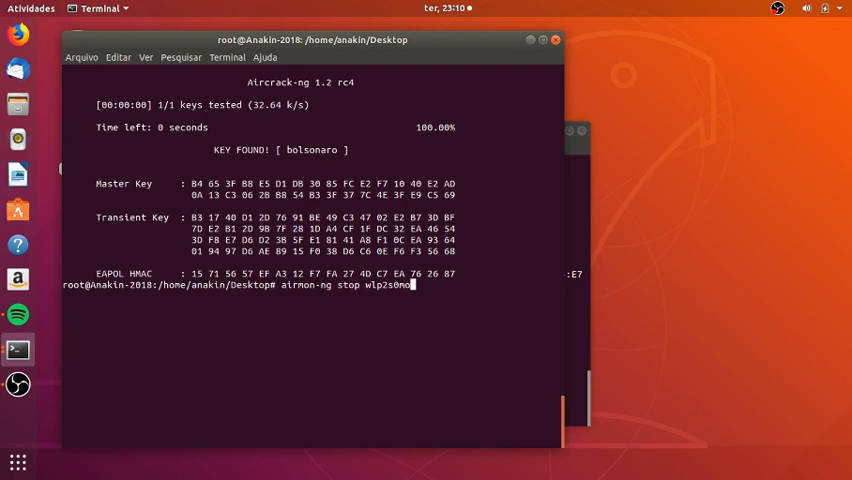 Atividades Terminal ter, 23:10
root@Anakin-2018: /home/anakin/Desktop
Arquivo Editar Ver Pesquisar Terminal Ajuda
Aircrack-ng 1.2 rc4
[00:00:00] 1/1 keys tested (32.64 k/s)
Time left: 0 seconds 100.00%
KEY FOUND! [ bolsonaro ]
Master Key : B4 65 3F B8 E5 D1 DB 30 85 FC E2 F7 10 40 E2 AD
0A 13 C3 06 2B B8 54 B3 3F 37 7C 4E 3F E9 C5 69
Transient Key : B3 17 40 D1 2D 76 91 BE 49 C3 47 02 E2 B7 3D BF
7D E2 B1 2D 9B 7F 28 1D A4 CF 1F DC 32 EA 46 54
3D F8 E7 D6 D2 3B 5F E1 81 41 A8 F1 0C EA 93 64
01 94 97 D6 AE 89 15 F0 38 D6 C6 0E F6 F3 56 68
EAPOL HMAC : 15 71 56 57 EF A3 12 F7 FA 27 4D C7 EA 76 26 87
:E7
root@Anakin-2018:/home/anakin/Desktop# airmon-ng stop wlp2s0mo